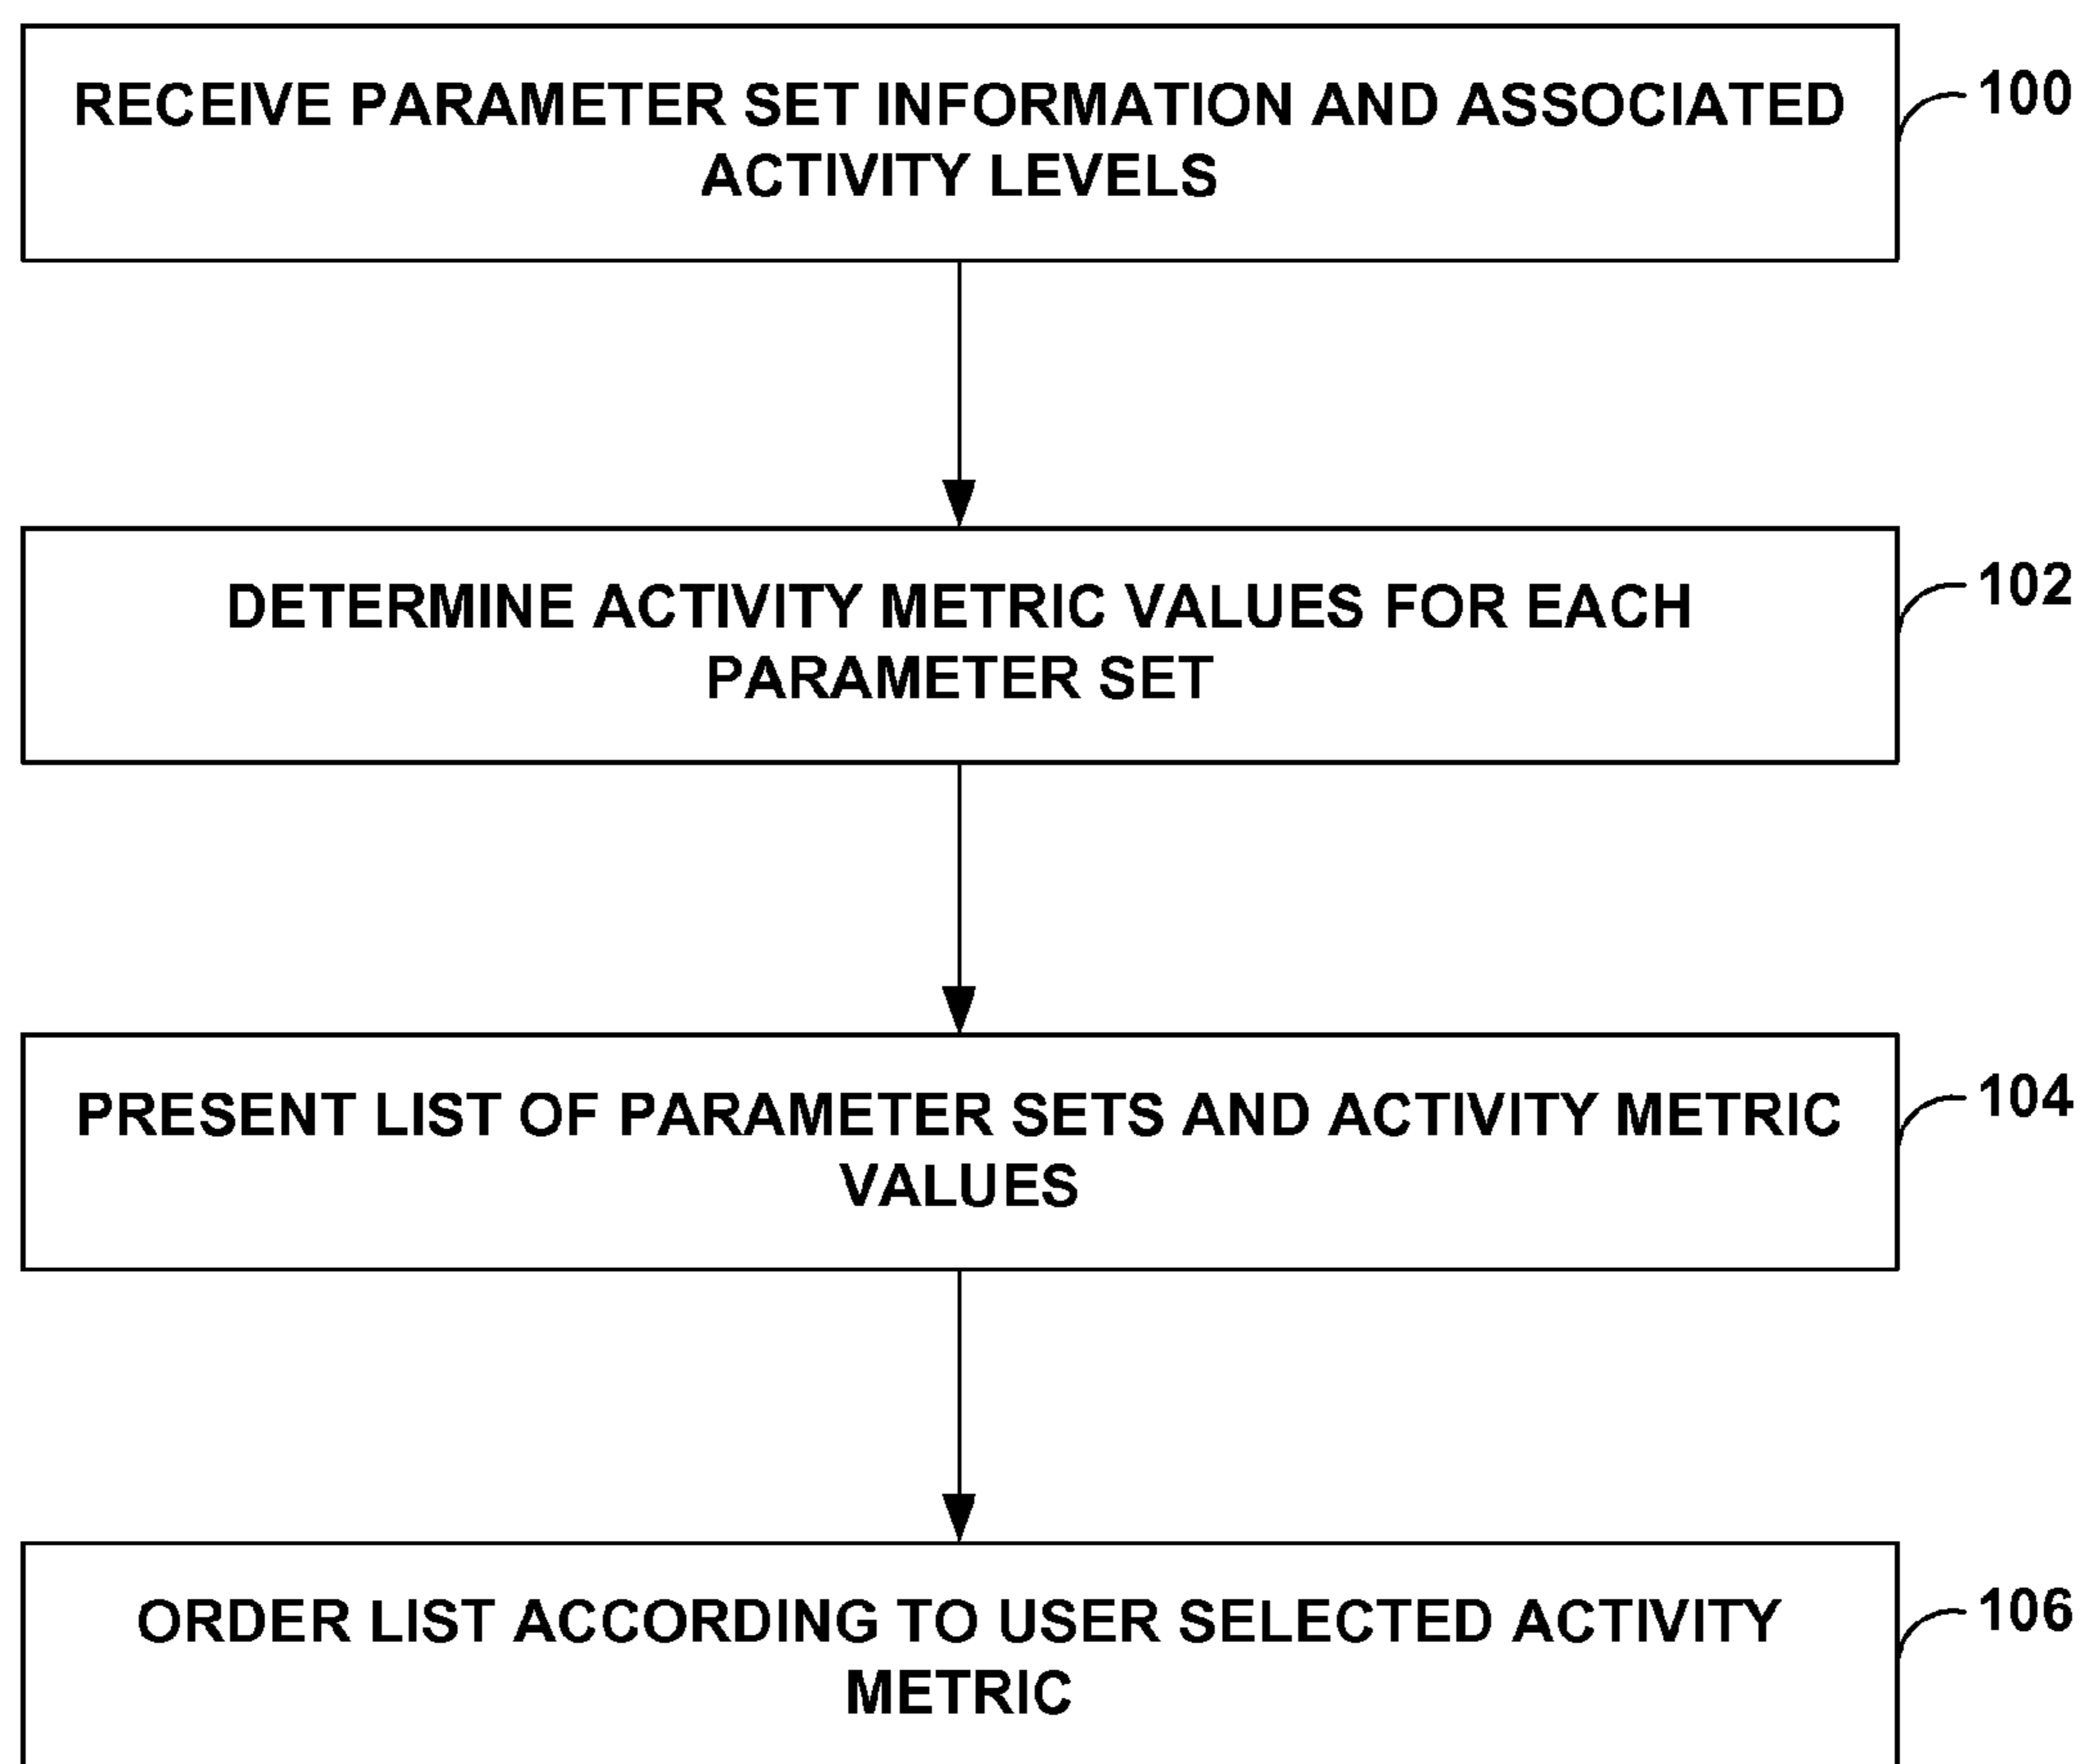 RECEIVE PARAMETER SET INFORMATION AND ASSOCIATED
ACTIVITY LEVELS
100
DETERMINE ACTIVITY METRIC VALUES FOR EACH
PARAMETER SET
102
PRESENT LIST OF PARAMETER SETS AND ACTIVITY METRIC
VALUES
104
ORDER LIST ACCORDING TO USER SELECTED ACTIVITY
METRIC
106